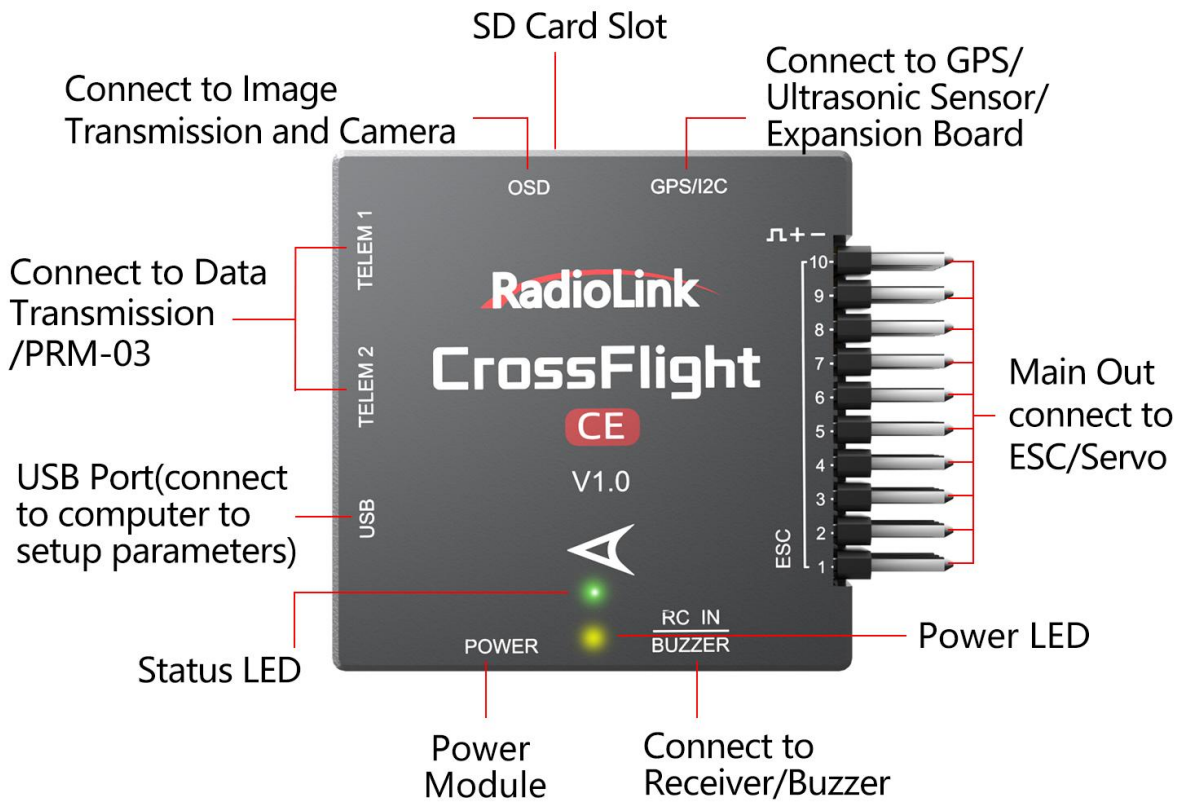 SD Card Slot
Connect to Image
Transmission and Camera
Connect to GPS/
Ultrasonic Sensor/
Expansion Board
OSD
GPS/I2C
TELEM 1
+ -
Connect to Data
Transmission
/PRM-03
RadioLink
CrossFlight
CE
V1.0
TELEM 2
10
9
8
7
6
5
4
3
2
1
ESC
Main Out
connect to
ESC/Servo
USB Port(connect
to computer to
setup parameters)
USB
RC IN
BUZZER
POWER
Power LED
Status LED
Power
Module
Connect to
Receiver/Buzzer